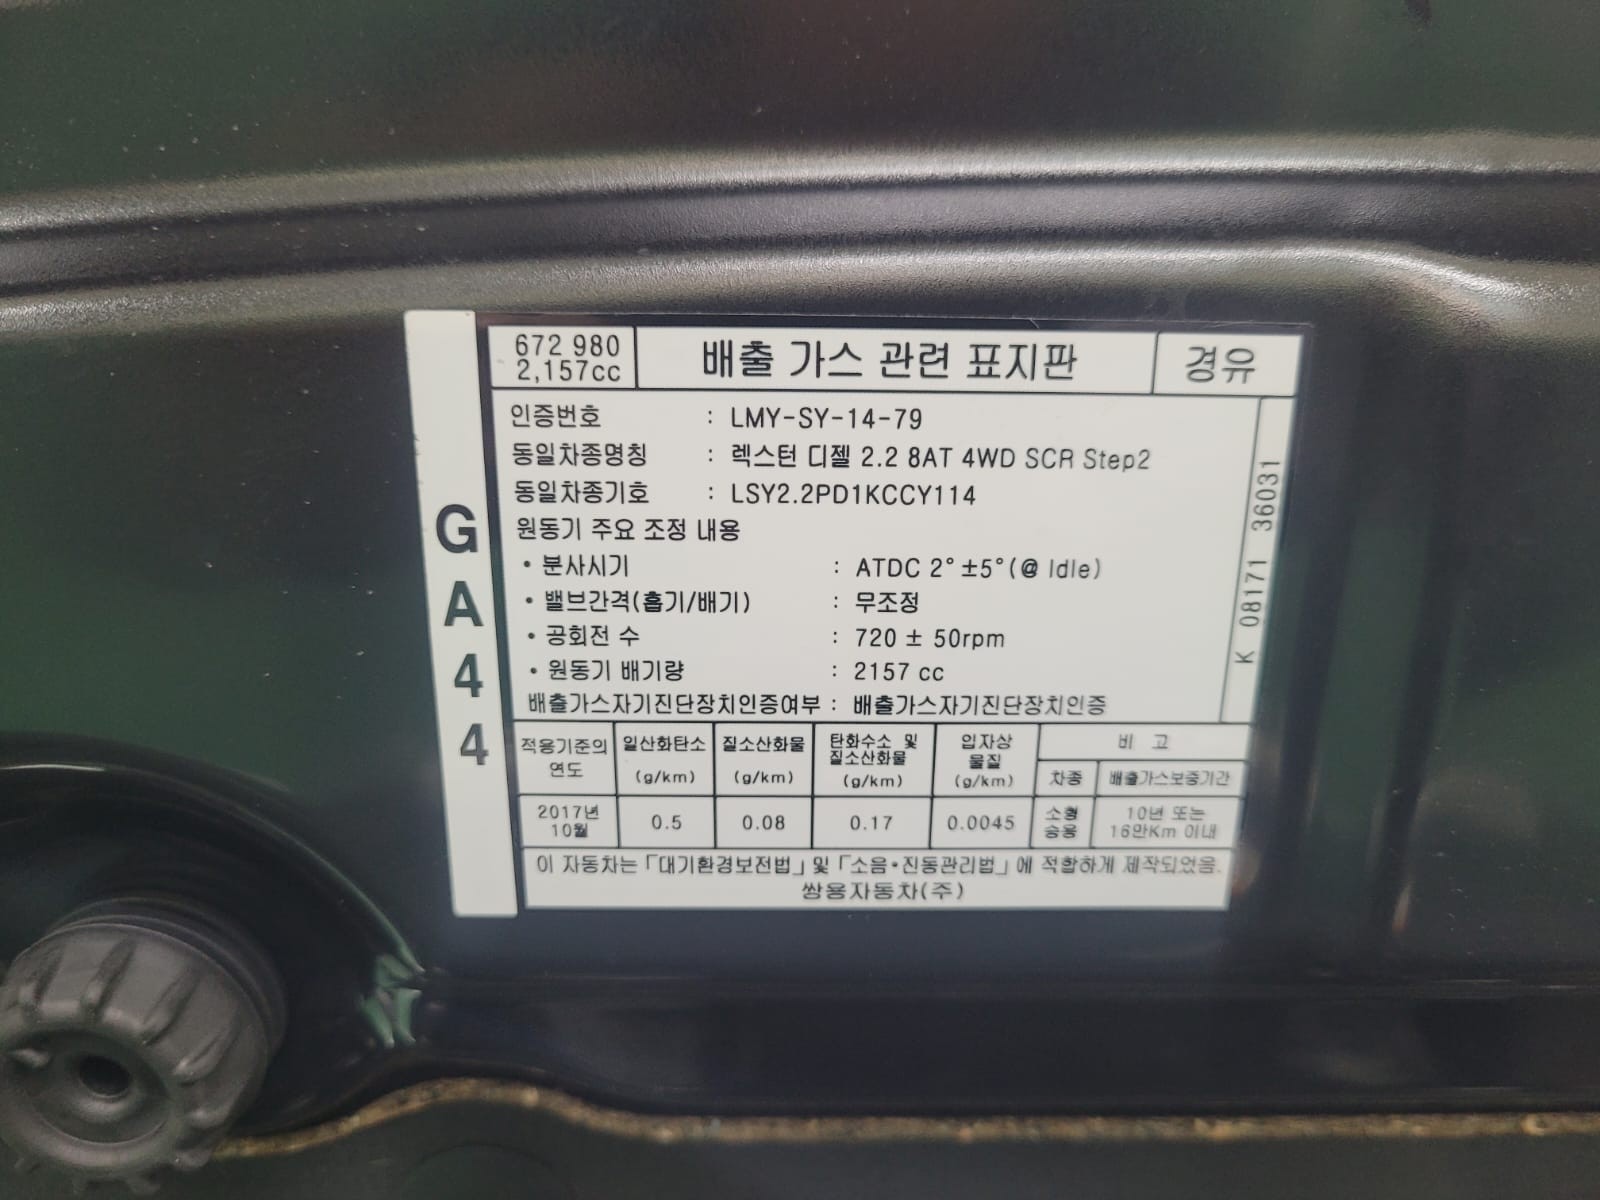 672 980
2,157cc
배출 가스 관련 표지판
경유
인증번호 : LMY-SY-14-79
동일차종명칭 : 렉스턴 디젤 2.2 8AT 4WD SCR Step2
동일차종기호 : LSY2.2PD1KCCY114
원동기 주요 조정 내용
• 분사시기 : ATDC 2° ±5°(@ Idle)
• 밸브간격(흡기/배기) : 무조정
• 공회전 수 : 720 ± 50rpm
• 원동기 배기량 : 2157 cc
배출가스자기진단장치인증여부 : 배출가스자기진단장치인증
K 08171 36031
GA44
적용기준의
연도
일산화탄소
(g/km)
질소산화물
(g/km)
탄화수소 및
질소산화물
(g/km)
입자상
물질
(g/km)
비 고
차종
배출가스보증기간
2017년
10월
0.5
0.08
0.17
0.0045
소형
승용
10년 또는
16만Km 이내
이 자동차는「대기환경보전법」및「소음•진동관리법」에 적합하게 제작되었음.
쌍용자동차(주)